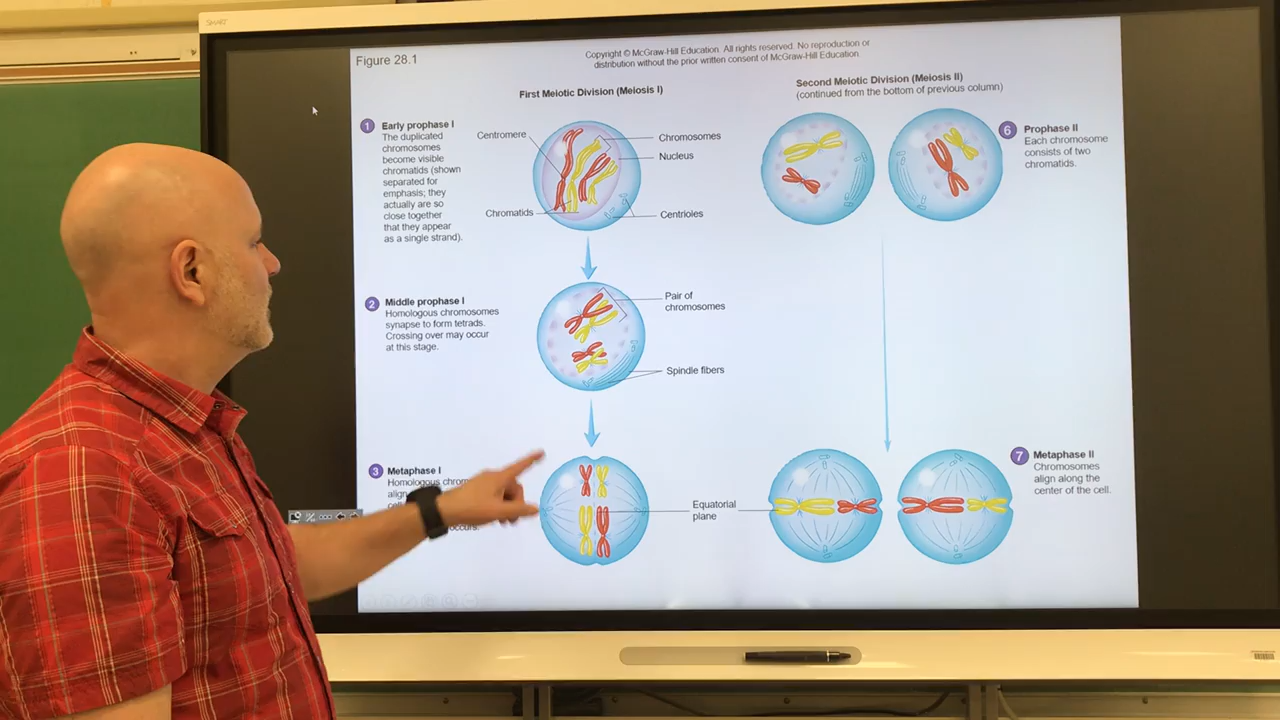 SMART
Figure 28.1
Copyright © McGraw-Hill Education. All rights reserved. No reproduction or
distribution without the prior written consent of McGraw-Hill Education
First Meiotic Division (Meiosis I)
1
Early prophase I
The duplicated
chromosomes
become visible
chromatids (shown
separated for
emphasis; they
actually are so
close together
that they appear
as a single strand).
Centromere
Chromatids
Chromosomes
Nucleus
Centrioles
2
Middle prophase I
Homologous chromosomes
synapse to form tetrads.
Crossing over may occur
at this stage.
Pair of
chromosomes
Spindle fibers
3
Metaphase I
Homologous
align
occurs.
Equatorial
plane
Second Meiotic Division (Meiosis II)
(continued from the bottom of previous column)
6
Prophase II
Each chromosome
consists of two
chromatids.
7
Metaphase II
Chromosomes
align along the
center of the cell.